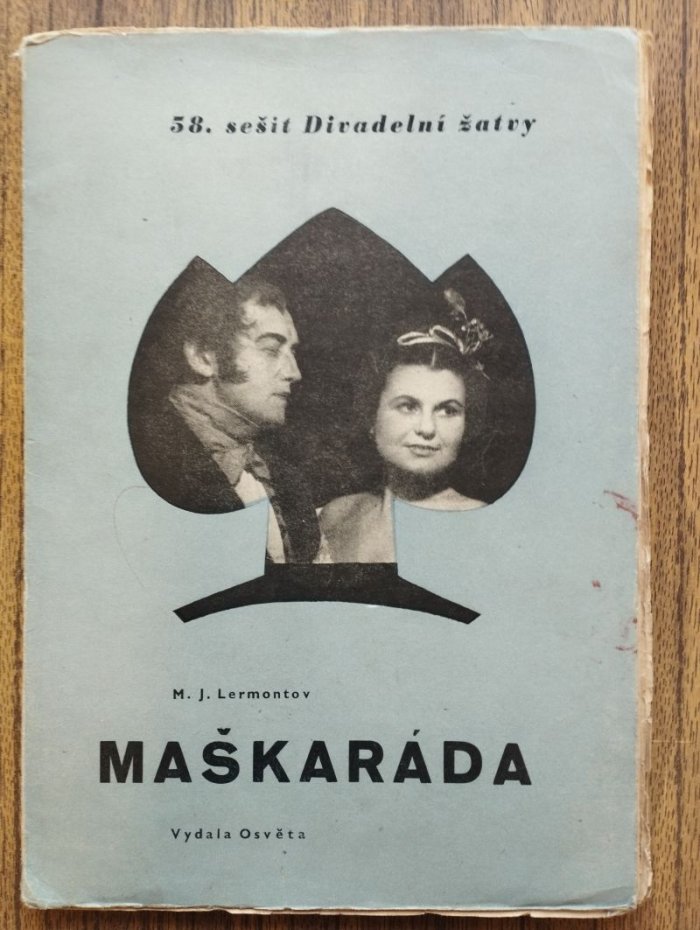 58. sešit Divadelní žatvy
M. J. Lermontov
MAŠKARÁDA
Vydala Osvěta